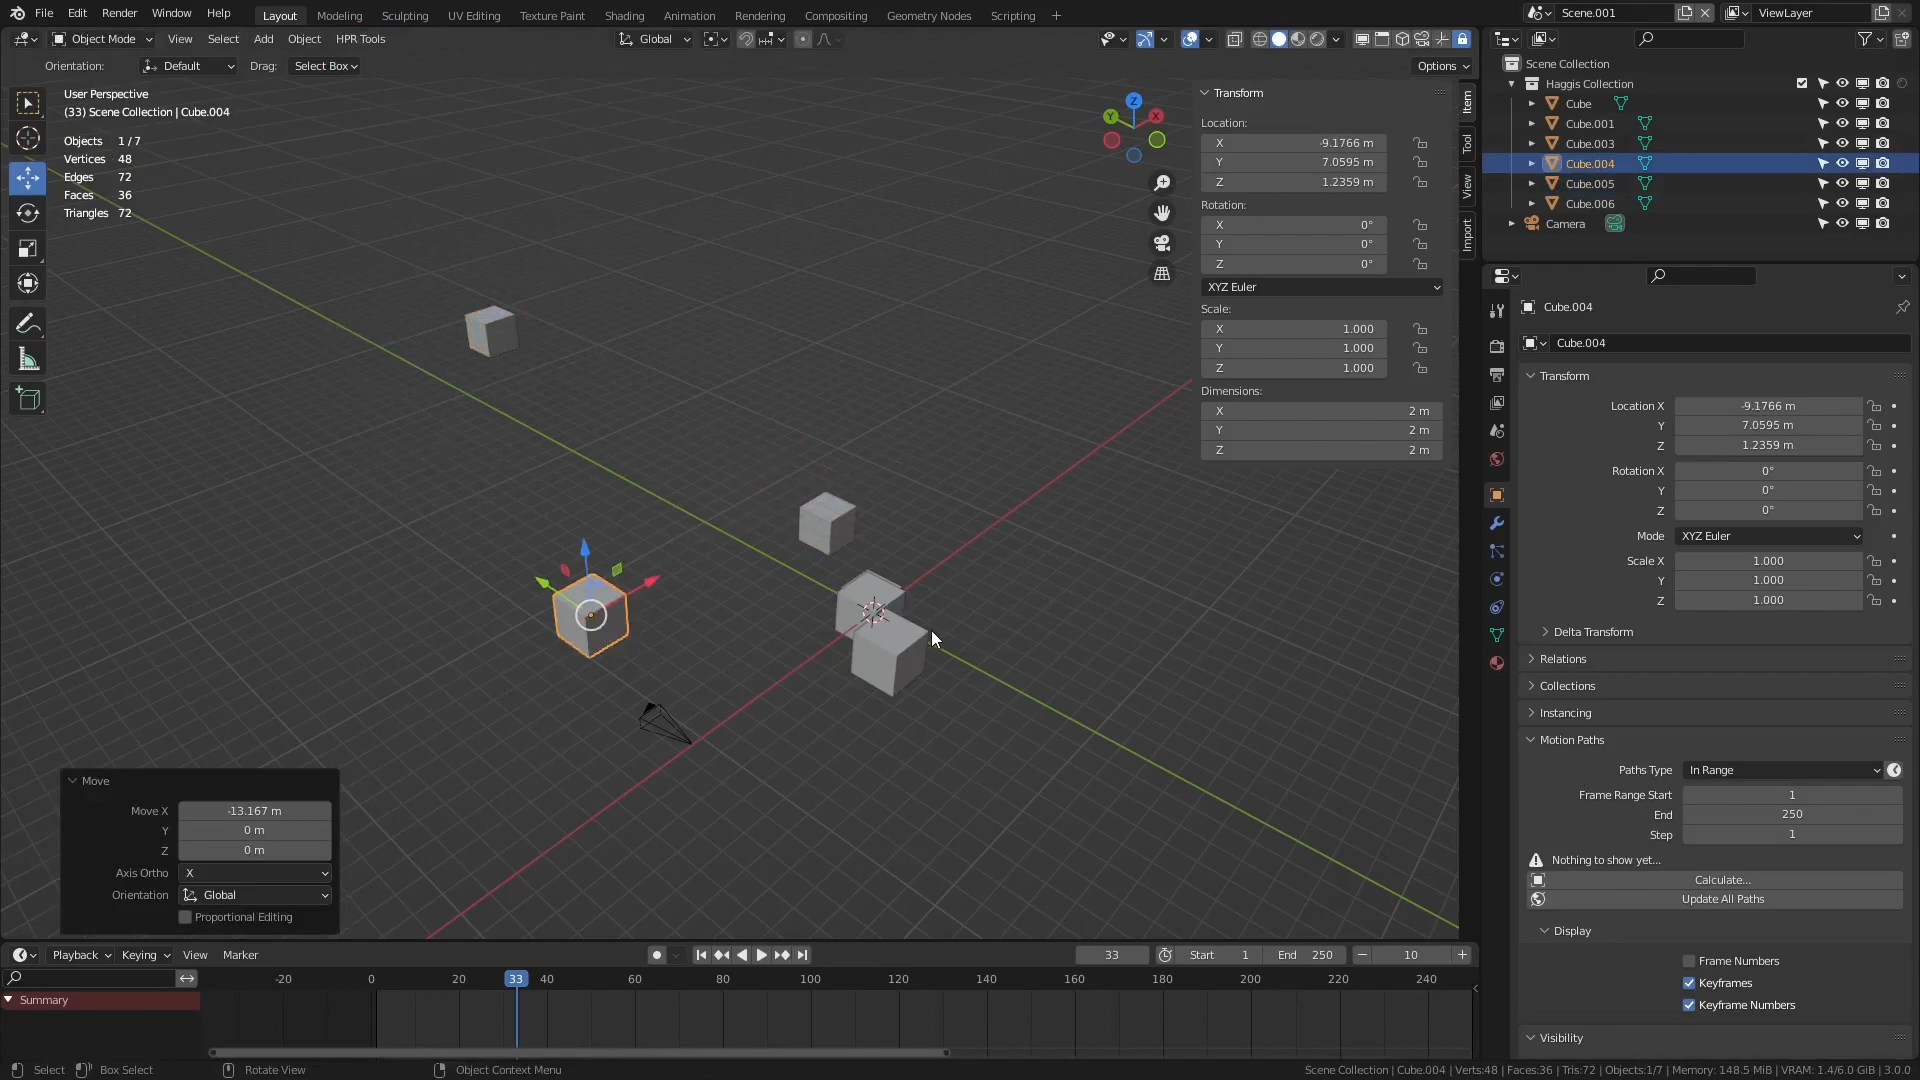 File Edit Render Window Help Layout Modeling Sculpting UV Editing Texture Paint Shading Animation Rendering Compositing Geometry Nodes Scripting + Scene.001 ViewLayer
Object Mode View Select Add Object HPR Tools Global
Orientation: Default Drag: Select Box Options
User Perspective
(33) Scene Collection | Cube.004
Objects 1/7
Vertices 48
Edges 72
Faces 36
Triangles 72
Z
Y
X
Transform
Location:
X -9.1766 m
Y 7.0595 m
Z 1.2359 m
Rotation:
X 0°
Y 0°
Z 0°
XYZ Euler
Scale:
X 1.000
Y 1.000
Z 1.000
Dimensions:
X 2 m
Y 2 m
Z 2 m
Item
Tool
View
Import
Scene Collection
Haggis Collection
Cube
Cube.001
Cube.003
Cube.004
Cube.005
Cube.006
Camera
Cube.004
Cube.004
Transform
Location X -9.1766 m
Y 7.0595 m
Z 1.2359 m
Rotation X 0°
Y 0°
Z 0°
Mode XYZ Euler
Scale X 1.000
Y 1.000
Z 1.000
Delta Transform
Relations
Collections
Instancing
Motion Paths
Paths Type In Range
Frame Range Start 1
End 250
Step 1
Nothing to show yet...
Calculate...
Update All Paths
Display
Frame Numbers
Keyframes
Keyframe Numbers
Visibility
Move
Move X -13.167 m
Y 0 m
Z 0 m
Axis Ortho X
Orientation Global
Proportional Editing
Playback Keying View Marker 33 Start 1 End 250 10
-20 0 20 33 40 60 80 100 120 140 160 180 200 220 240
Summary
Select Box Select Rotate View Object Context Menu Scene Collection | Cube.004 | Verts:48 | Faces:36 | Tris:72 | Objects:1/7 | Memory: 148.5 MiB | VRAM: 1.4/6.0 GiB | 3.0.0